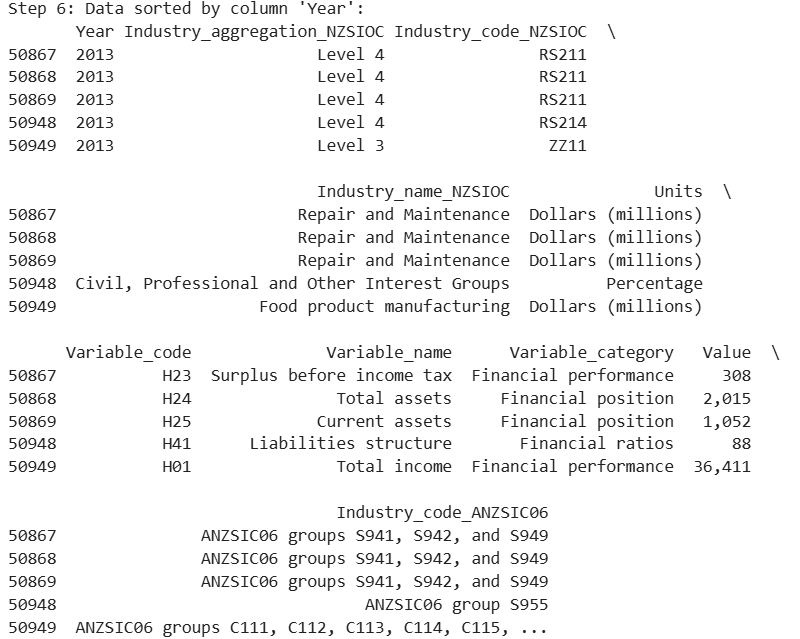 Step 6: Data sorted by column 'Year':
       Year Industry_aggregation_NZSIOC Industry_code_NZSIOC  \
50867  2013                     Level 4                RS211
50868  2013                     Level 4                RS211
50869  2013                     Level 4                RS211
50948  2013                     Level 4                RS214
50949  2013                     Level 3                 ZZ11
                                Industry_name_NZSIOC               Units  \
50867                         Repair and Maintenance  Dollars (millions)
50868                         Repair and Maintenance  Dollars (millions)
50869                         Repair and Maintenance  Dollars (millions)
50948  Civil, Professional and Other Interest Groups          Percentage
50949                     Food product manufacturing  Dollars (millions)
      Variable_code              Variable_name      Variable_category   Value  \
50867           H23  Surplus before income tax  Financial performance     308
50868           H24               Total assets     Financial position   2,015
50869           H25             Current assets     Financial position   1,052
50948           H41      Liabilities structure       Financial ratios      88
50949           H01               Total income  Financial performance  36,411
                                  Industry_code_ANZSIC06
50867               ANZSIC06 groups S941, S942, and S949
50868               ANZSIC06 groups S941, S942, and S949
50869               ANZSIC06 groups S941, S942, and S949
50948                                ANZSIC06 group S955
50949  ANZSIC06 groups C111, C112, C113, C114, C115, ...